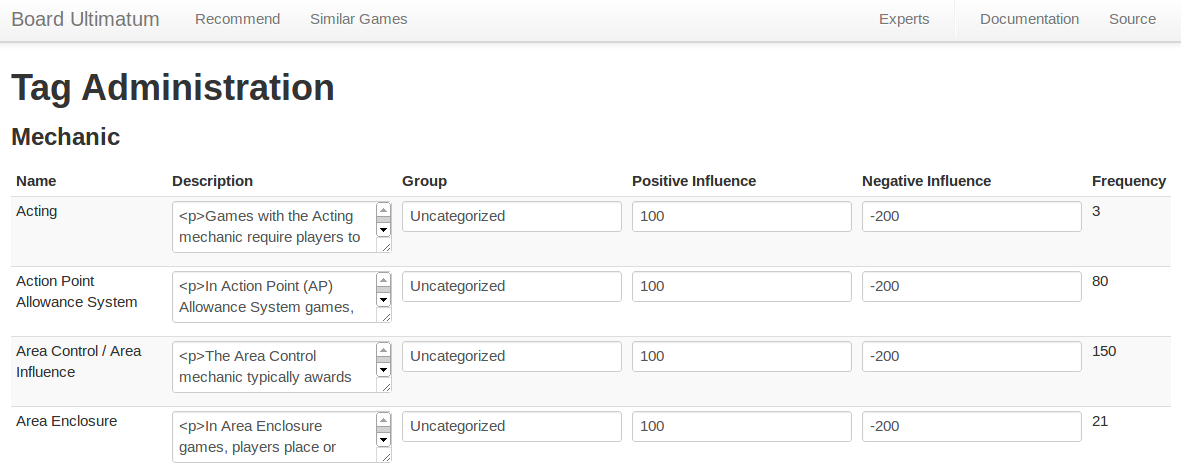 Board Ultimatum Recommend Similar Games Experts Documentation Source
Tag Administration
Mechanic
Name Description Group Positive Influence Negative Influence Frequency
Acting <p>Games with the Acting Uncategorized 100 -200 3
mechanic require players to
Action Point <p>In Action Point (AP) Uncategorized 100 -200 80
Allowance System Allowance System games,
Area Control / Area <p>The Area Control Uncategorized 100 -200 150
Influence mechanic typically awards
Area Enclosure <p>In Area Enclosure Uncategorized 100 -200 21
games, players place or